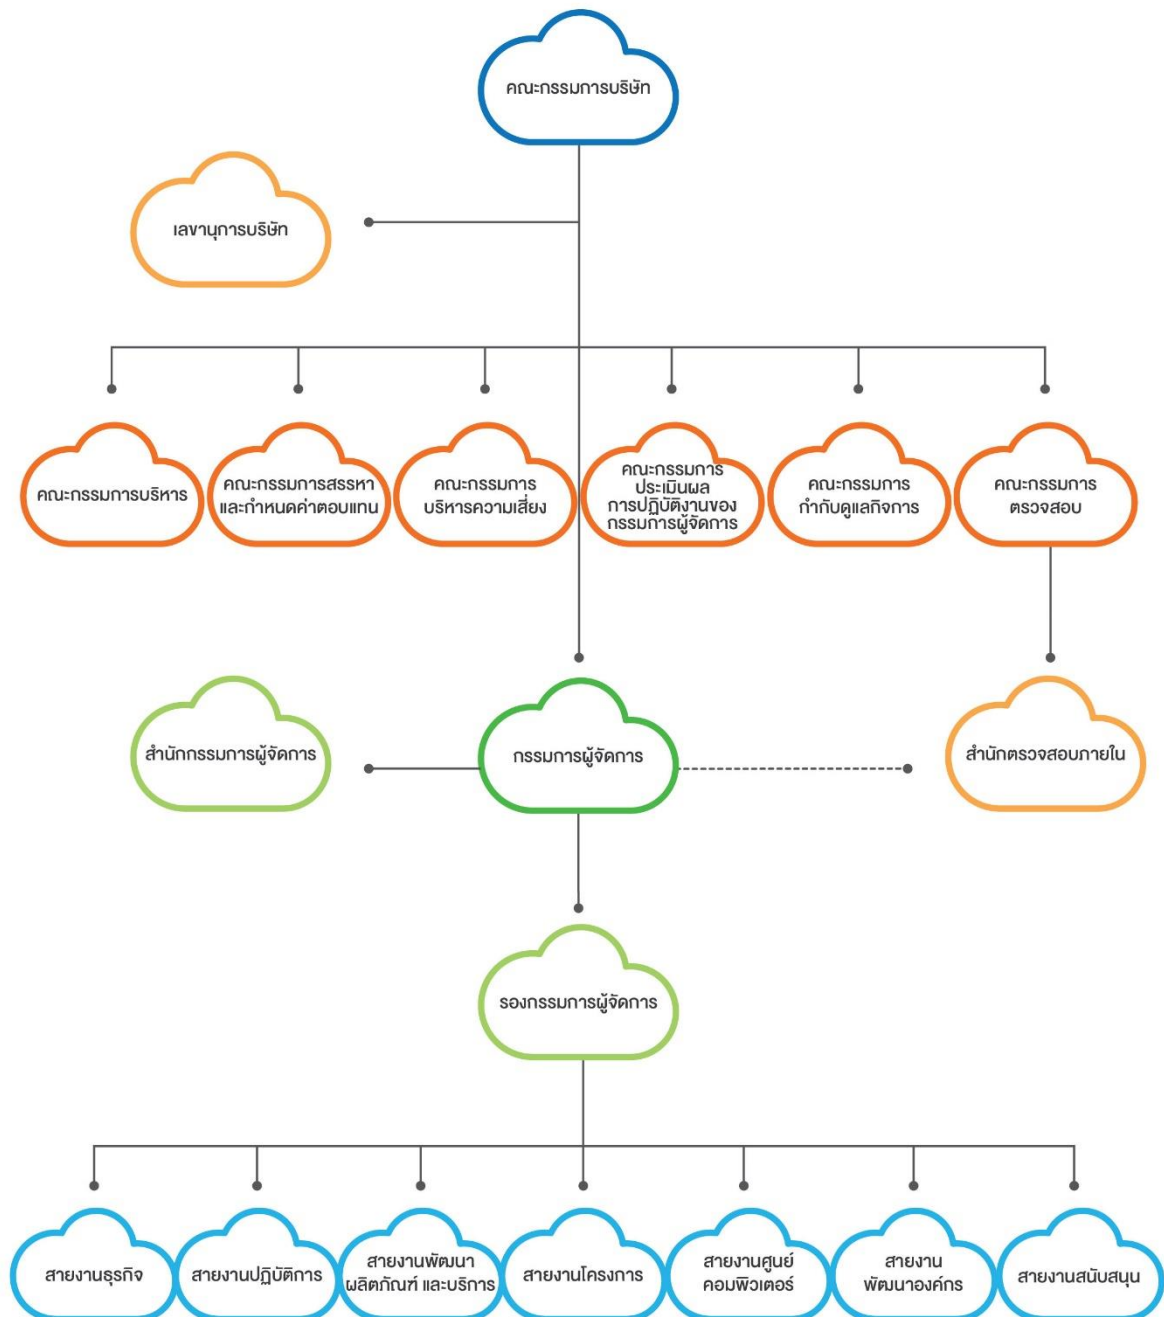 คณะกรรมการบริษัท
เลขานุการบริษัท
คณะกรรมการบริหาร
คณะกรรมการสรรหา
และกำหนดค่าตอบแทน
คณะกรรมการ
บริหารความเสี่ยง
คณะกรรมการ
ประเมินผล
การปฏิบัติงานของ
กรรมการผู้จัดการ
คณะกรรมการ
กำกับดูแลกิจการ
คณะกรรมการ
ตรวจสอบ
สำนักกรรมการผู้จัดการ
กรรมการผู้จัดการ
สำนักตรวจสอบภายใน
รองกรรมการผู้จัดการ
สายงานธุรกิจ
สายงานปฏิบัติการ
สายงานพัฒนา
ผลิตภัณฑ์ และบริการ
สายงานโครงการ
สายงานศูนย์
คอมพิวเตอร์
สายงาน
พัฒนาองค์กร
สายงานสนับสนุน